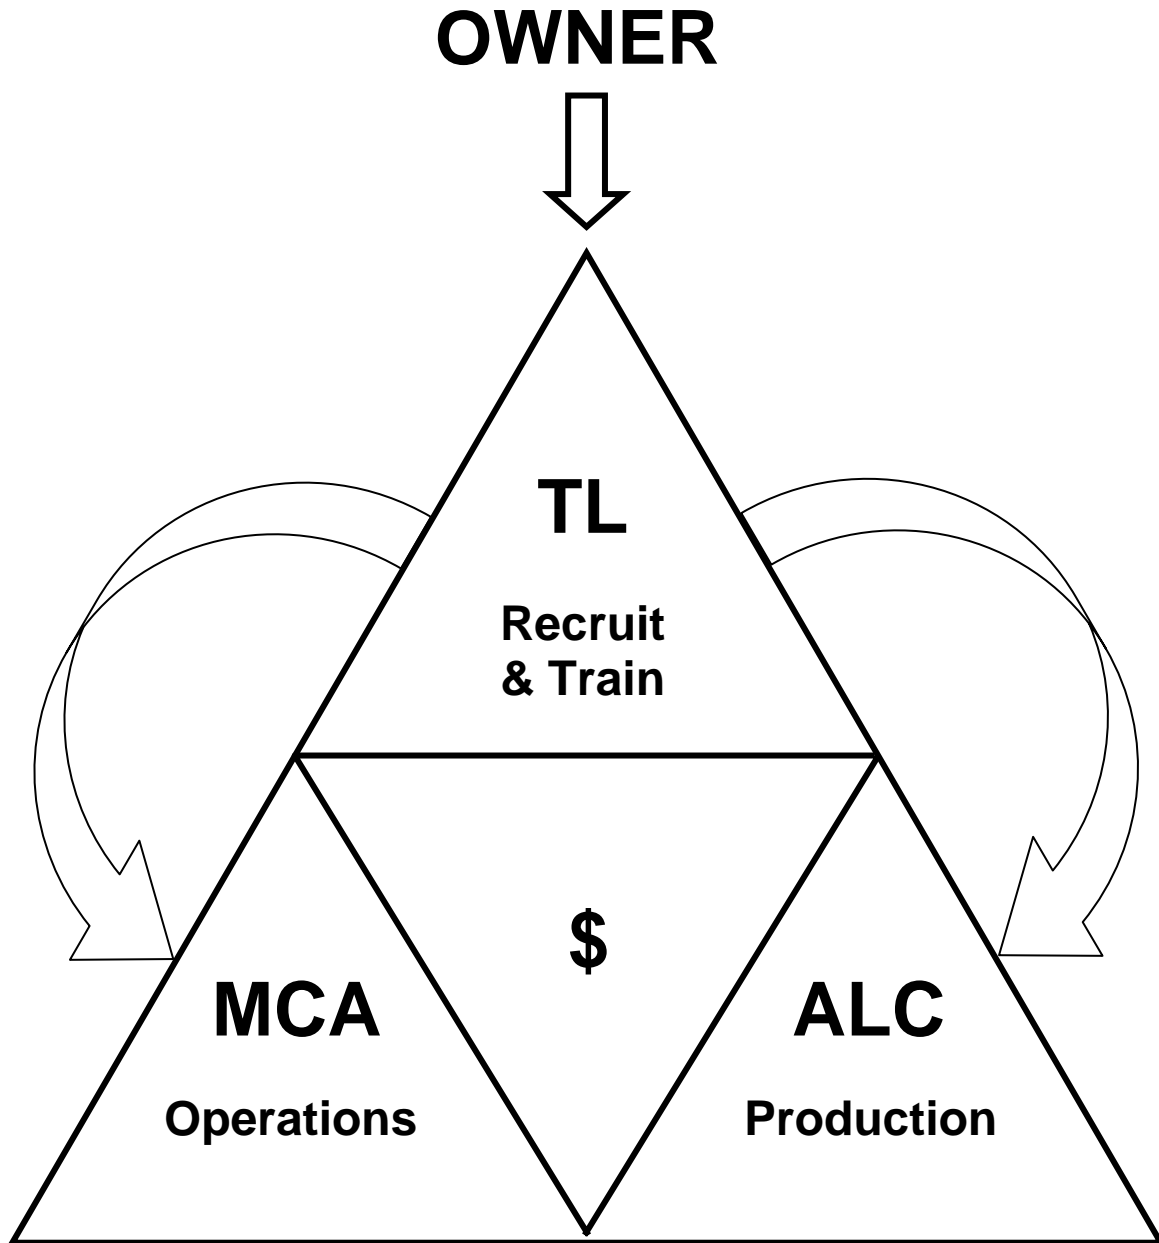 OWNER
TL
Recruit
& Train
$
MCA
ALC
Operations
Production